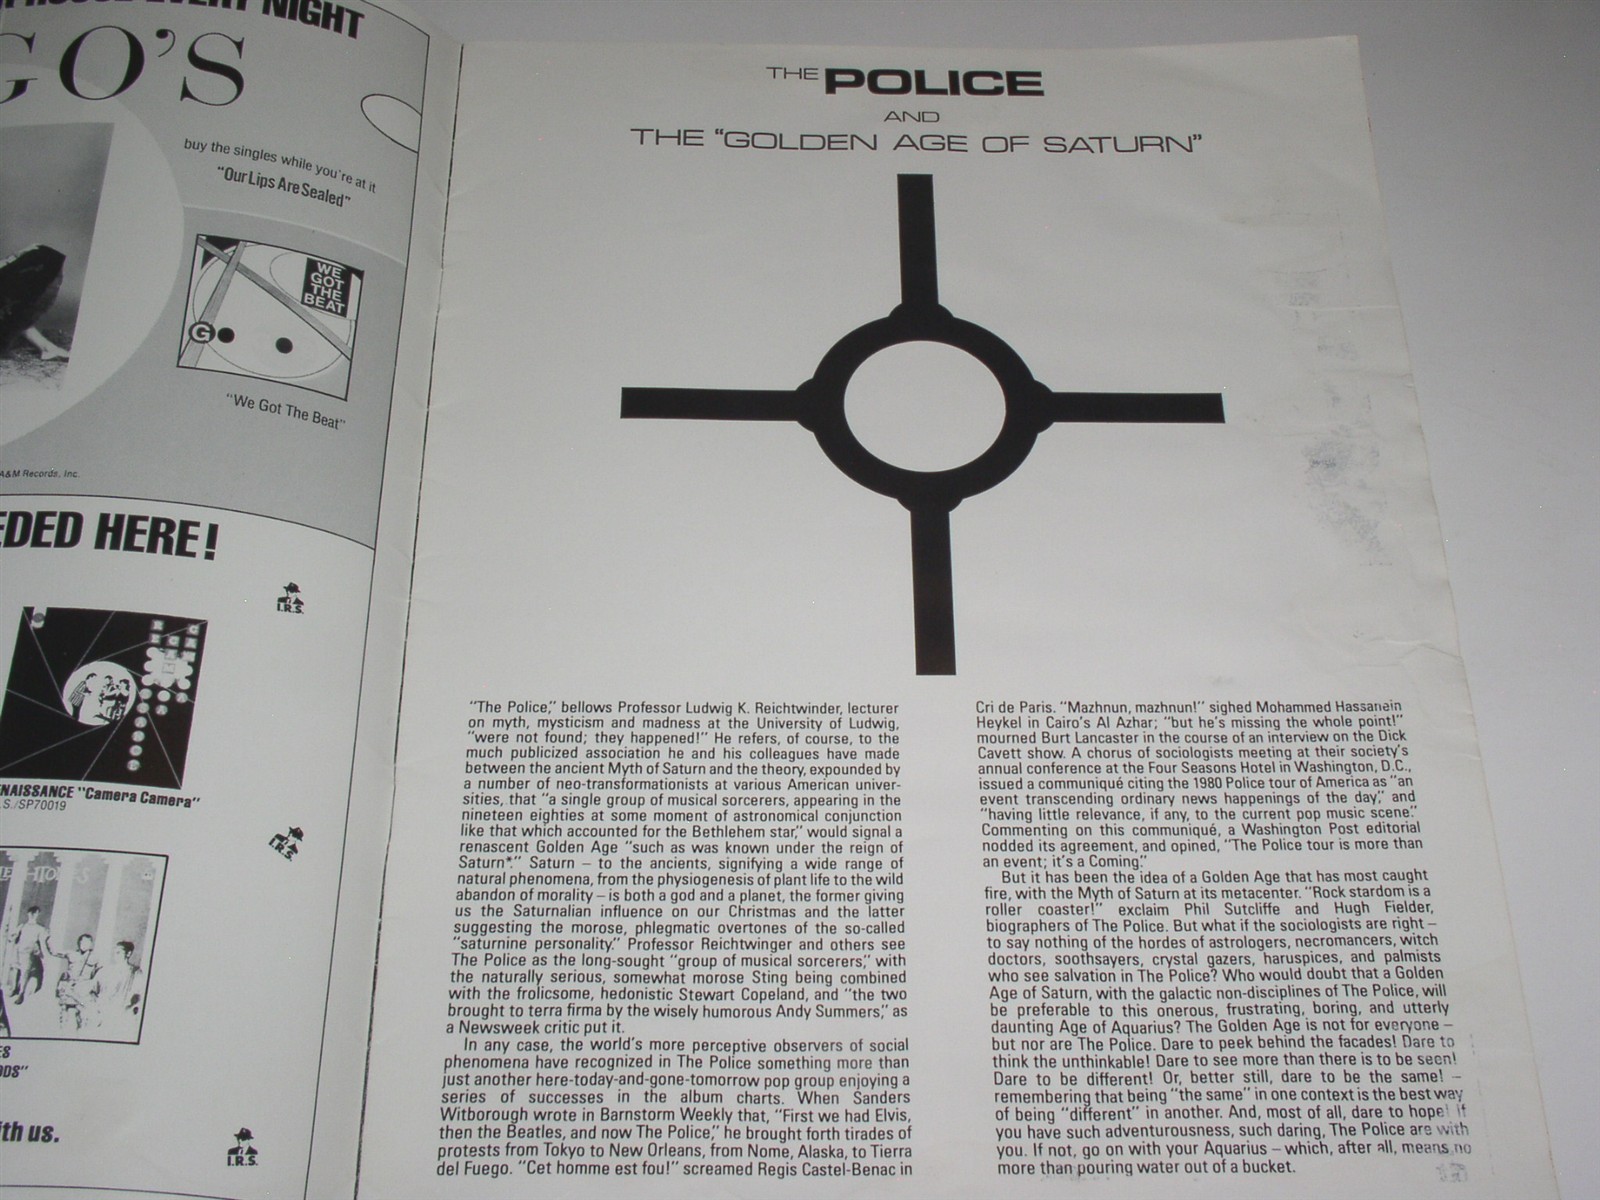 NIGHT
GO'S
buy the singles while you're at it
"Our Lips Are Sealed"
WE
GOT
THE
BEAT
G
"We Got The Beat"
A&M Records, Inc.
HERE!
I.R.S.
"Camera Camera"
S./SP70019
I.R.S.
with us.
I.R.S.
THE POLICE
AND
THE "GOLDEN AGE OF SATURN"
"The Police," bellows Professor Ludwig K. Reichtwinder, lecturer
on myth, mysticism and madness at the University of Ludwig,
"were not found; they happened!" He refers, of course, to the
much publicized association he and his colleagues have made
between the ancient Myth of Saturn and the theory, expounded by
a number of neo-transformationists at various American univer-
sities, that "a single group of musical sorcerers, appearing in the
nineteen eighties at some moment of astronomical conjunction
like that which accounted for the Bethlehem star," would signal a
renascent Golden Age "such as was known under the reign of
Saturn*." Saturn – to the ancients, signifying a wide range of
natural phenomena, from the physiogenesis of plant life to the wild
abandon of morality – is both a god and a planet, the former giving
us the Saturnalian influence on our Christmas and the latter
suggesting the morose, phlegmatic overtones of the so-called
"saturnine personality." Professor Reichtwinger and others see
The Police as the long-sought "group of musical sorcerers," with
the naturally serious, somewhat morose Sting being combined
with the frolicsome, hedonistic Stewart Copeland, and "the two
brought to terra firma by the wisely humorous Andy Summers," as
a Newsweek critic put it.
In any case, the world's more perceptive observers of social
phenomena have recognized in The Police something more than
just another here-today-and-gone-tomorrow pop group enjoying a
series of successes in the album charts. When Sanders
Witborough wrote in Barnstorm Weekly that, "First we had Elvis,
then the Beatles, and now The Police," he brought forth tirades of
protests from Tokyo to New Orleans, from Nome, Alaska, to Tierra
del Fuego. "Cet homme est fou!" screamed Regis Castel-Benac in
Cri de Paris. "Mazhnun, mazhnun!" sighed Mohammed Hassanein
Heykel in Cairo's Al Azhar; "but he's missing the whole point!"
mourned Burt Lancaster in the course of an interview on the Dick
Cavett show. A chorus of sociologists meeting at their society's
annual conference at the Four Seasons Hotel in Washington, D.C.,
issued a communiqué citing the 1980 Police tour of America as "an
event transcending ordinary news happenings of the day," and
"having little relevance, if any, to the current pop music scene."
Commenting on this communiqué, a Washington Post editorial
nodded its agreement, and opined, "The Police tour is more than
an event; it's a Coming."
But it has been the idea of a Golden Age that has most caught
fire, with the Myth of Saturn at its metacenter. "Rock stardom is a
roller coaster!" exclaim Phil Sutcliffe and Hugh Fielder,
biographers of The Police. But what if the sociologists are right –
to say nothing of the hordes of astrologers, necromancers, witch
doctors, soothsayers, crystal gazers, haruspices, and palmists
who see salvation in The Police? Who would doubt that a Golden
Age of Saturn, with the galactic non-disciplines of The Police, will
be preferable to this onerous, frustrating, boring, and utterly
daunting Age of Aquarius? The Golden Age is not for everyone –
but nor are The Police. Dare to peek behind the facades! Dare to
think the unthinkable! Dare to see more than there is to be seen!
Dare to be different! Or, better still, dare to be the same! –
remembering that being "the same" in one context is the best way
of being "different" in another. And, most of all, dare to hope! If
you have such adventurousness, such daring, The Police are with
you. If not, go on with your Aquarius – which, after all, means no
more than pouring water out of a bucket.